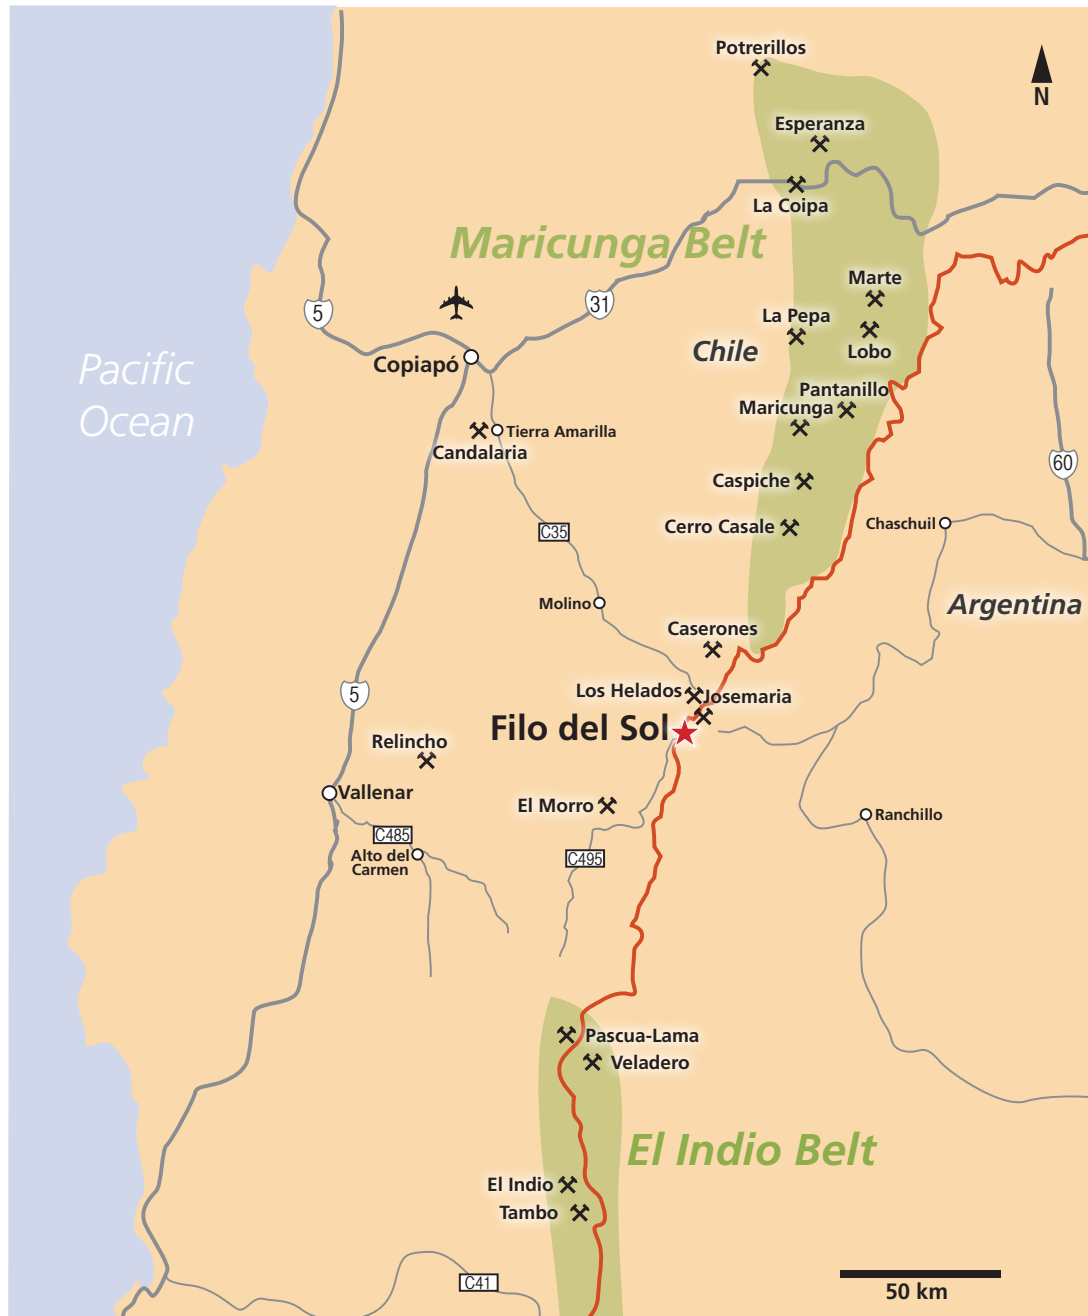 Potrerillos
N
Esperanza
La Coipa
Maricunga Belt
Marte
5
31
La Pepa
Chile
Lobo
Pacific
Ocean
Copiapó
Pantanillo
Maricunga
Tierra Amarilla
Candalaria
60
Caspiche
Cerro Casale
Chaschuil
C35
Molino
Argentina
Caserones
5
Los Helados
Josemaria
Filo del Sol
Relincho
Vallenar
El Morro
Ranchillo
C485
Alto del
Carmen
C495
Pascua-Lama
Veladero
El Indio Belt
El Indio
Tambo
C41
50 km